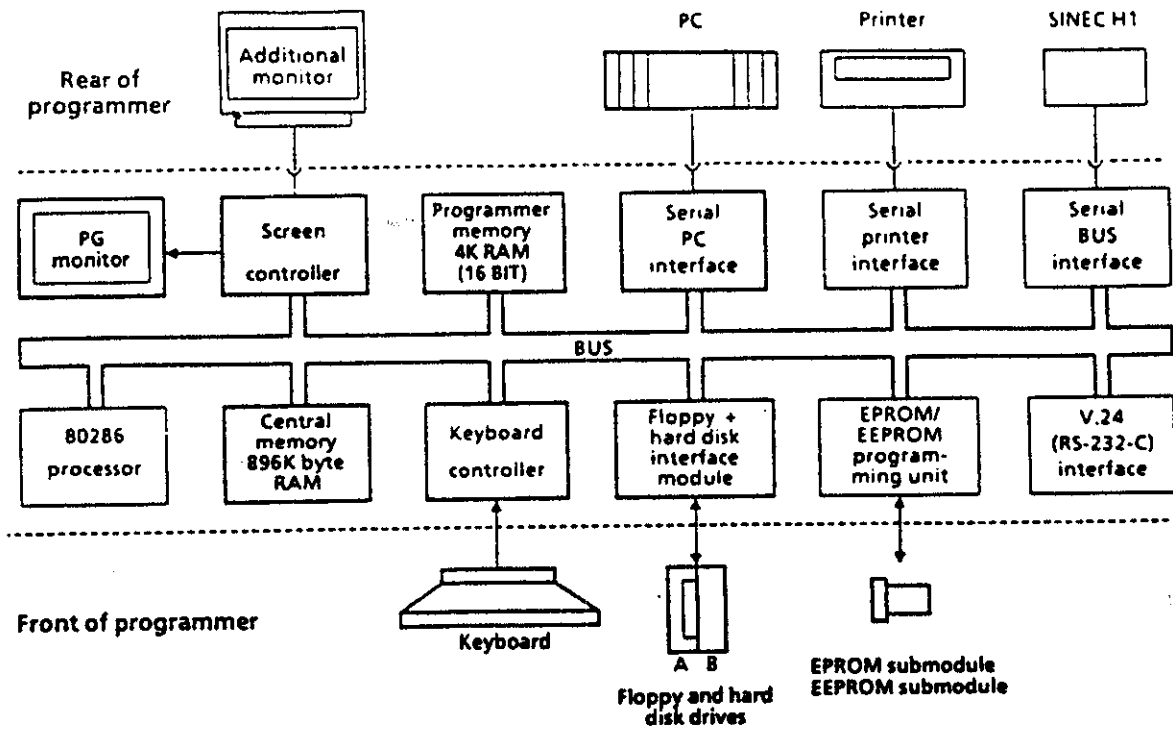 Rear of
programmer
Additional
monitor
PC
Printer
SINEC H1
PG
monitor
Screen
controller
Programmer
memory
4K RAM
(16 BIT)
Serial
PC
interface
Serial
printer
interface
Serial
BUS
interface
BUS
80286
processor
Central
memory
896K byte
RAM
Keyboard
controller
Floppy +
hard disk
interface
module
EPROM/
EEPROM
program-
ming unit
V.24
(RS-232-C)
interface
Front of programmer
Keyboard
A B
Floppy and hard
disk drives
EPROM submodule
EEPROM submodule